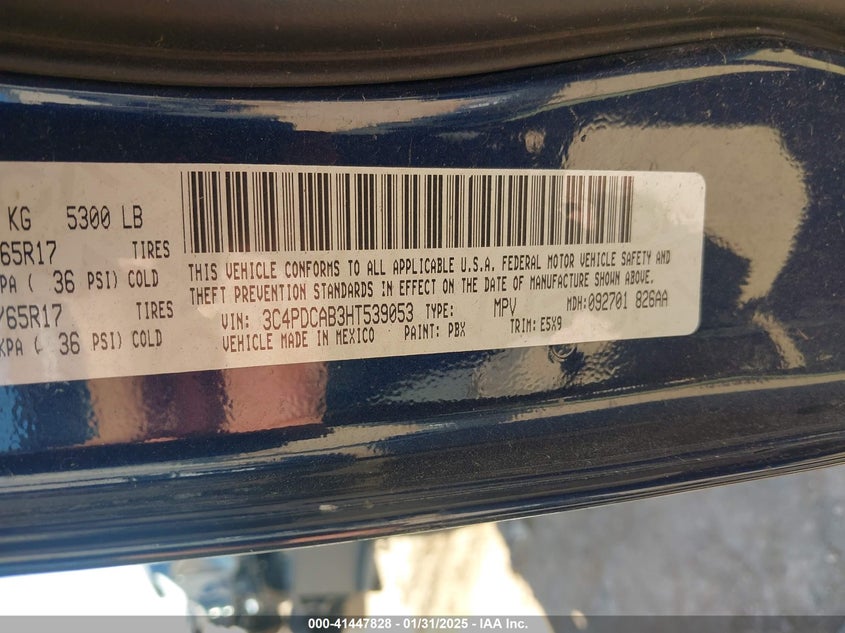 KG 5300 LB
65R17 TIRES
KPA ( 36 PSI) COLD
/65R17 TIRES
KPA ( 36 PSI) COLD
THIS VEHICLE CONFORMS TO ALL APPLICABLE U.S.A. FEDERAL MOTOR VEHICLE SAFETY AND
THEFT PREVENTION STANDARDS IN EFFECT ON THE DATE OF MANUFACTURE SHOWN ABOVE.
VIN: 3C4PDCAB3HT539053 TYPE: MPV MDH:092701 826AA
VEHICLE MADE IN MEXICO PAINT: PBX TRIM: E5X9
000-41447828 - 01/31/2025 - IAA Inc.